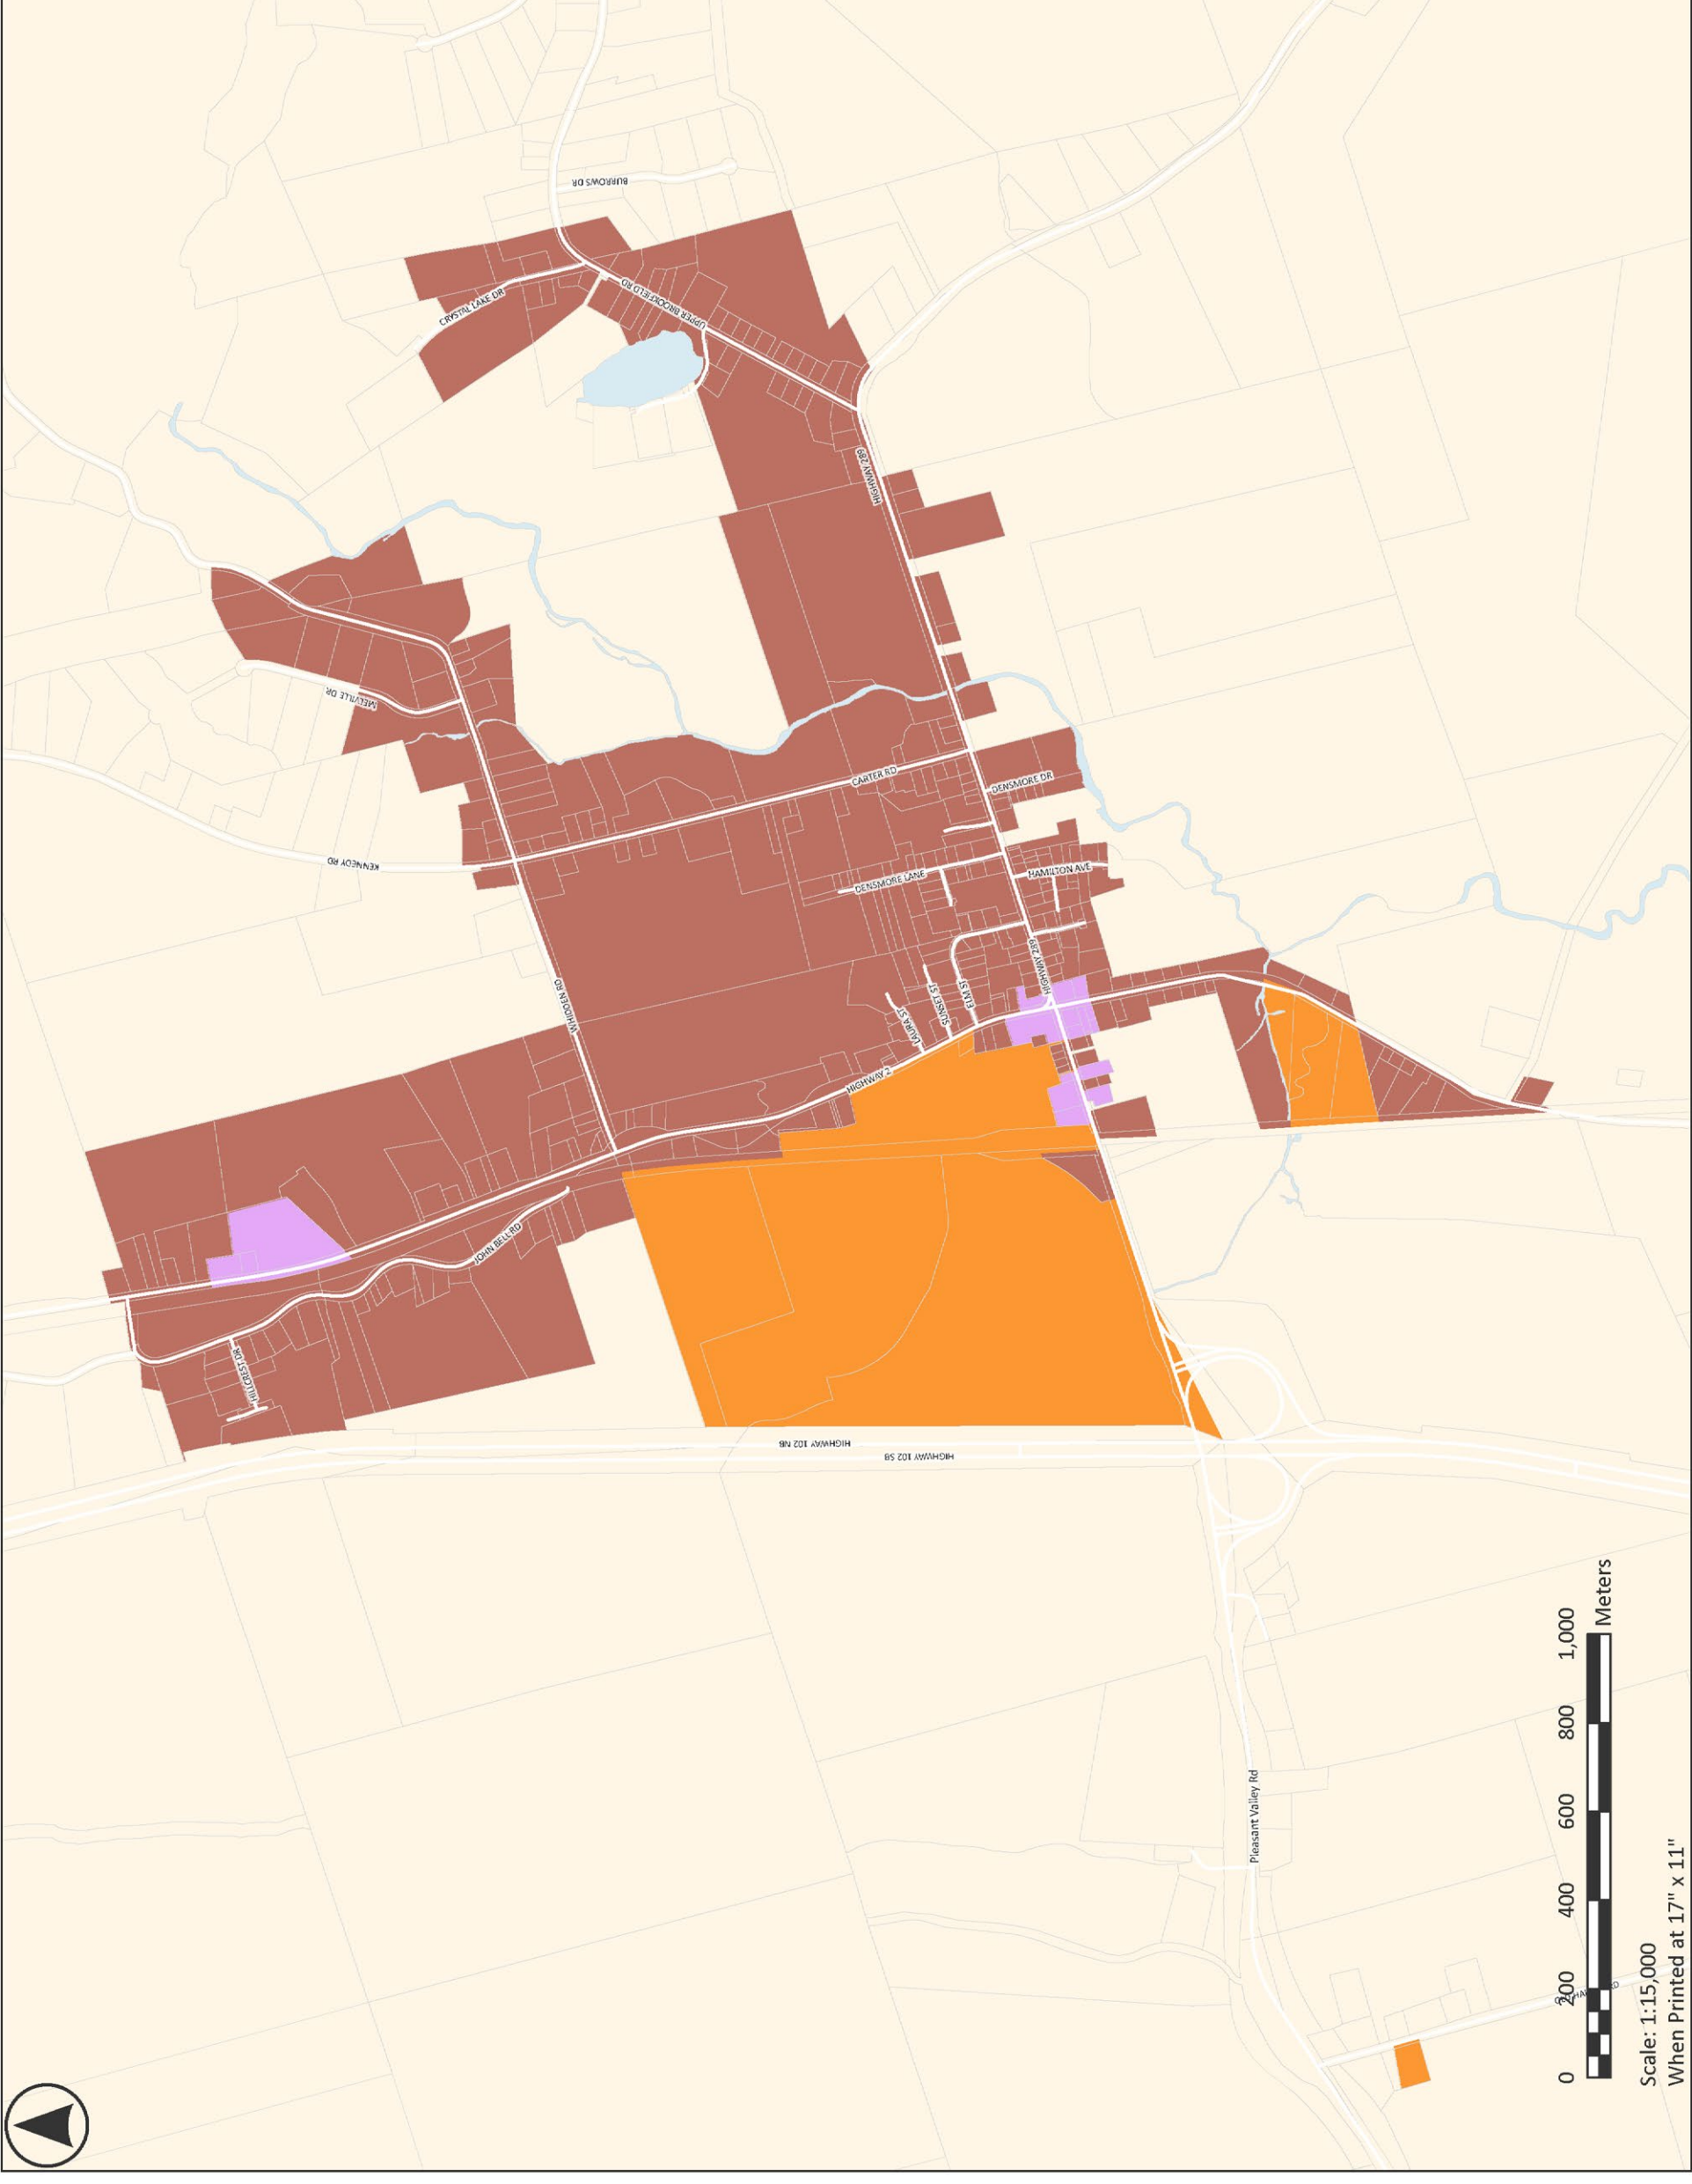 BURROWS DR
CRYSTAL LAKE DR
UPPER BROOKFIELD RD
HIGHWAY 289
MELVILLE DR
KENNEDY RD
CARTER RD
DENSMORE DR
DENSMORE LANE
HAMILTON AVE
HIGHWAY 289
WHIDDEN RD
ELM ST
SUNSET ST
LAURA ST
HIGHWAY 2
JOHN BELL RD
HILLCREST DR
HIGHWAY 102 NB
HIGHWAY 102 SB
Pleasant Valley Rd
0 200 400 600 800 1,000
Meters
Scale: 1:15,000
When Printed at 17" x 11"